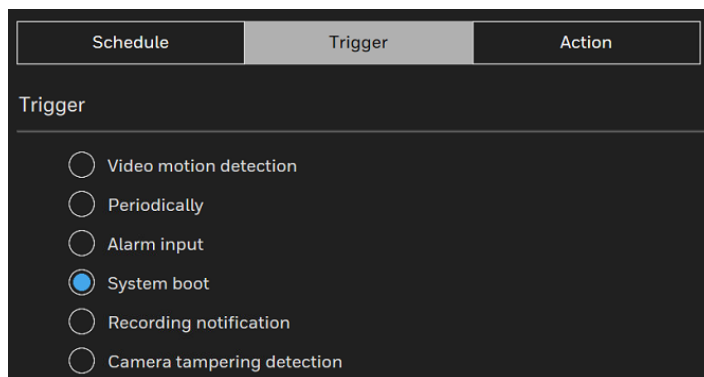 Schedule Trigger Action
Trigger
Video motion detection
Periodically
Alarm input
System boot
Recording notification
Camera tampering detection